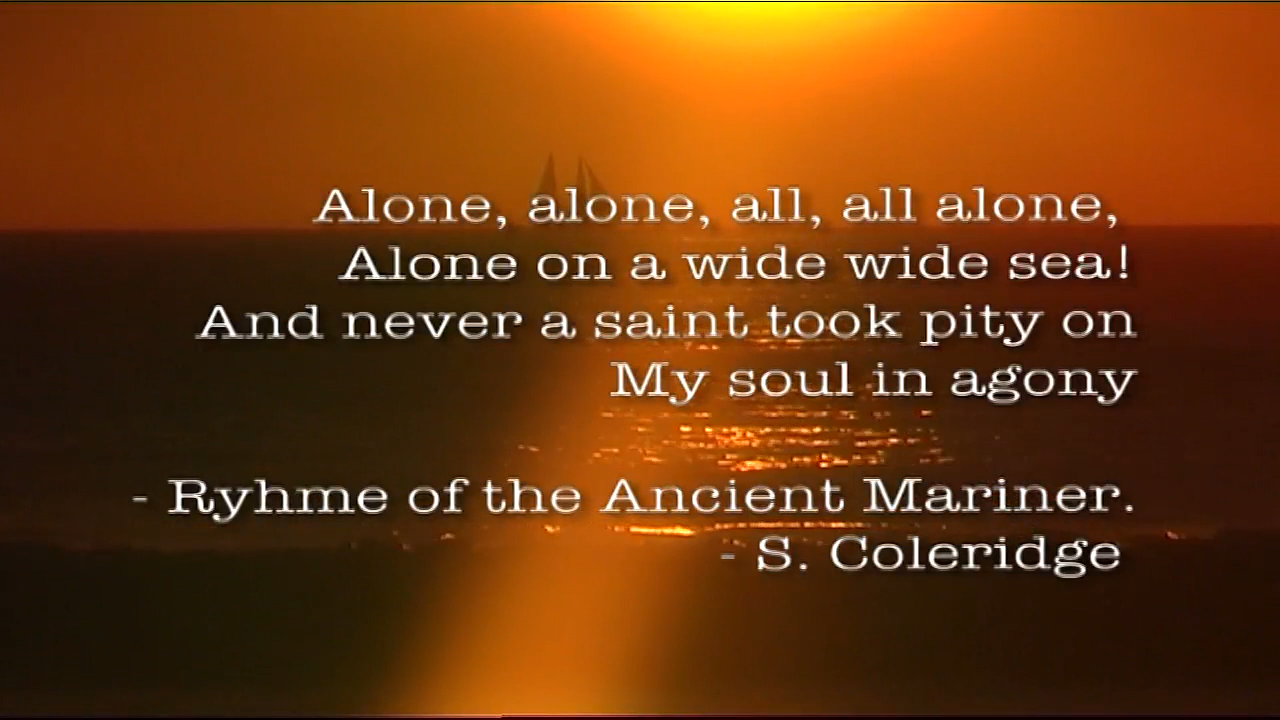 Alone, alone, all, all alone,
Alone on a wide wide sea!
And never a saint took pity on
My soul in agony
- Ryhme of the Ancient Mariner.
- S. Coleridge